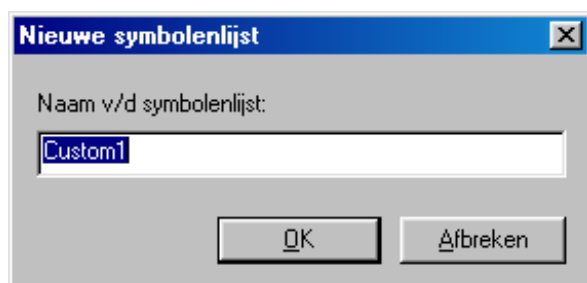 Nieuwe symbolenlijst
Naam v/d symbolenlijst:
Custom1
OK Afbreken